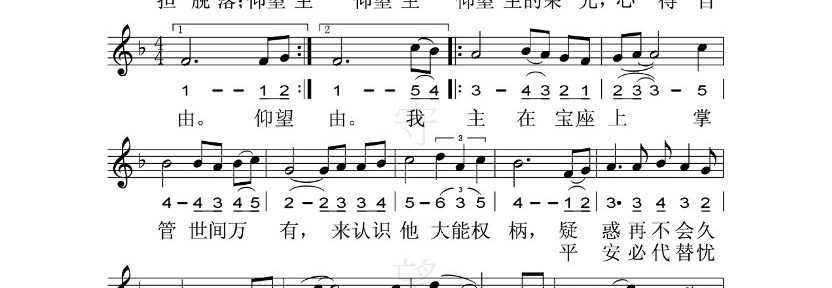 担 脱落;仰望主 仰望主 仰望主的荣 光,心 得自
1 2
4
4
1 - - 1 2 :| 1 - - 5 4 |: 3 - 4 3 2 1 | 2 3 3 - 5
由。 仰望 由。 我 主 在 宝座 上 掌
3 3
4 - 4 3 4 5 | 2 - 2 3 3 4 | 5 - 6 3 5 | 4 - - 1 2 | 3· 3 4 3 2 |
3
管 世间万 有, 来认识 他 大能权 柄, 疑 惑 再不会久
平 安必代替忧